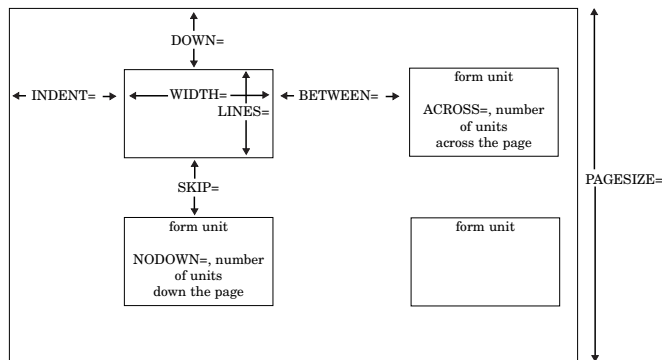 DOWN=
INDENT=
WIDTH=
LINES=
BETWEEN=
form unit
ACROSS=, number
of units
across the page
SKIP=
PAGESIZE=
form unit
NODOWN=, number
of units
down the page
form unit